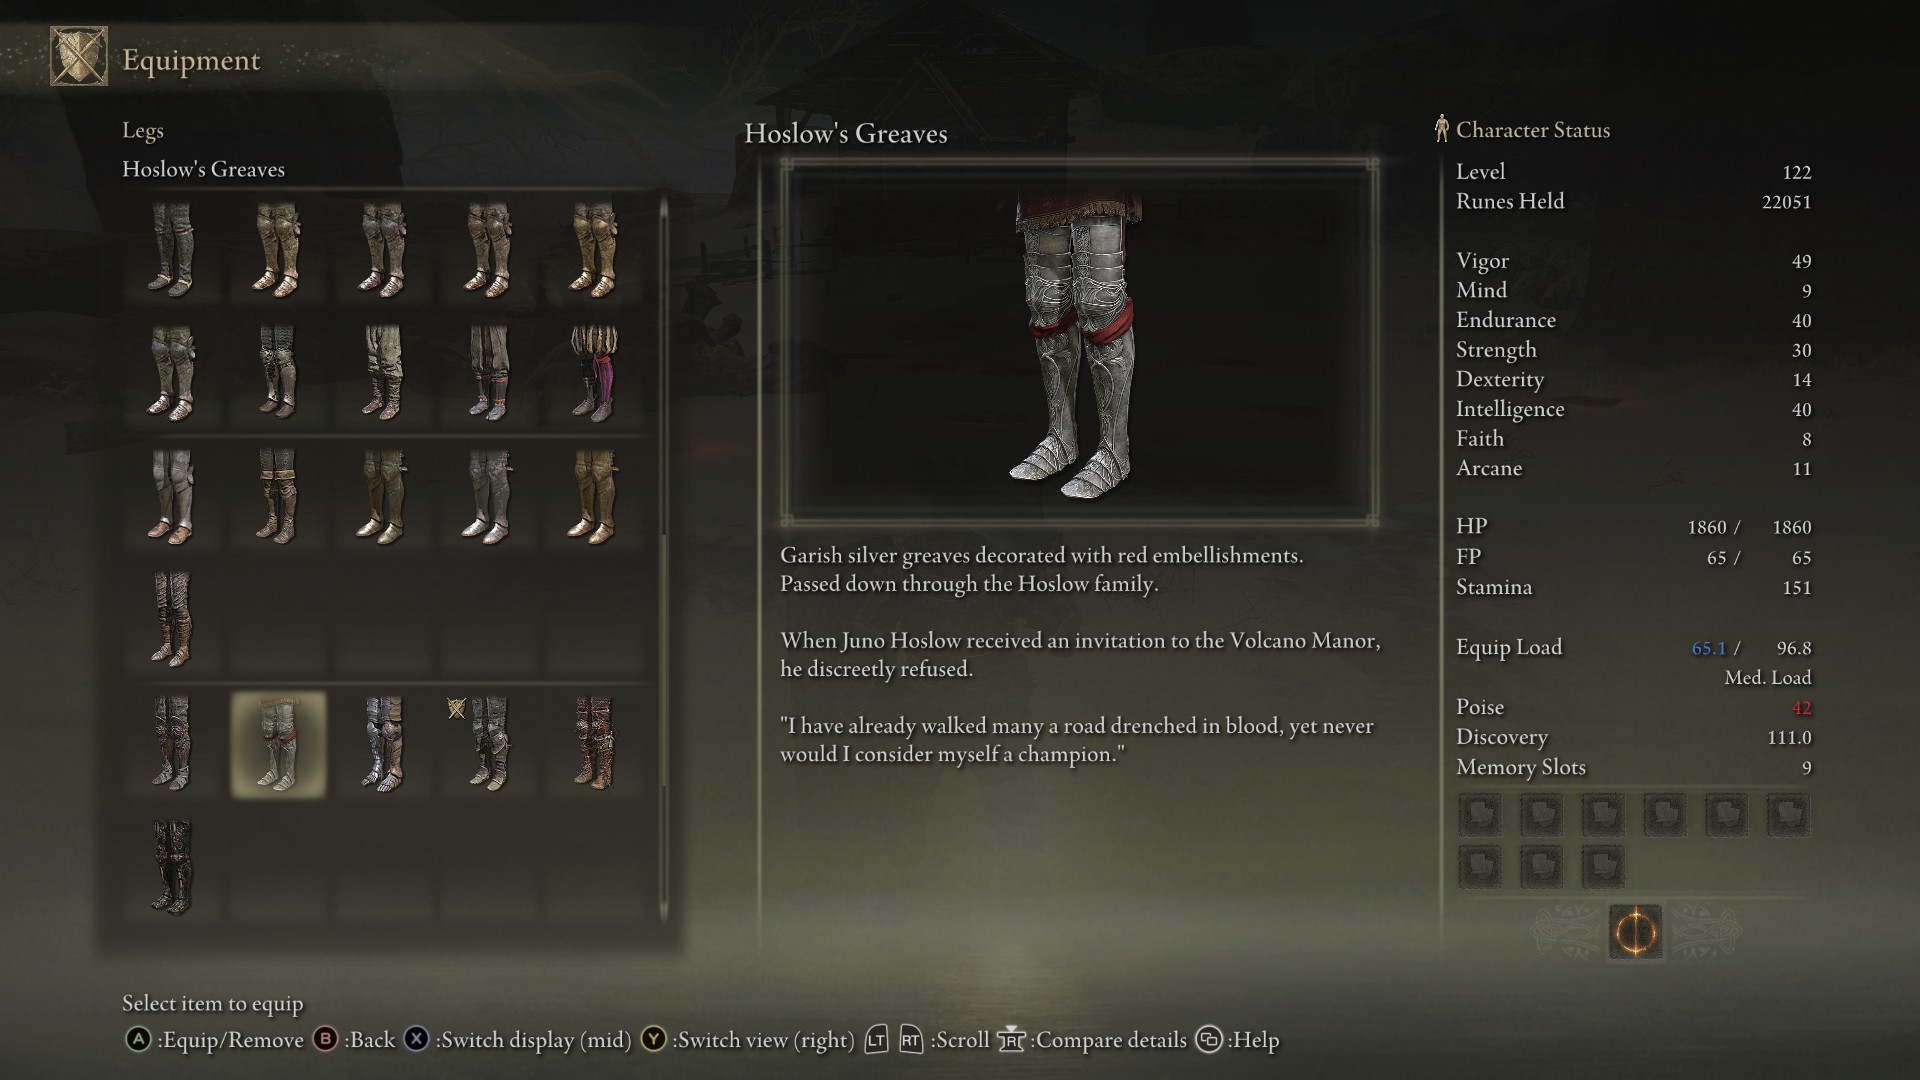 Equipment
Legs
Hoslow's Greaves
Hoslow's Greaves
Garish silver greaves decorated with red embellishments.
Passed down through the Hoslow family.
When Juno Hoslow received an invitation to the Volcano Manor,
he discreetly refused.
"I have already walked many a road drenched in blood, yet never
would I consider myself a champion."
Character Status
Level 122
Runes Held 22051
Vigor 49
Mind 9
Endurance 40
Strength 30
Dexterity 14
Intelligence 40
Faith 8
Arcane 11
HP 1860 / 1860
FP 65 / 65
Stamina 151
Equip Load 65.1 / 96.8
Med. Load
Poise 42
Discovery 111.0
Memory Slots 9
Select item to equip
A :Equip/Remove B :Back X :Switch display (mid) Y :Switch view (right) LT RT :Scroll R :Compare details :Help